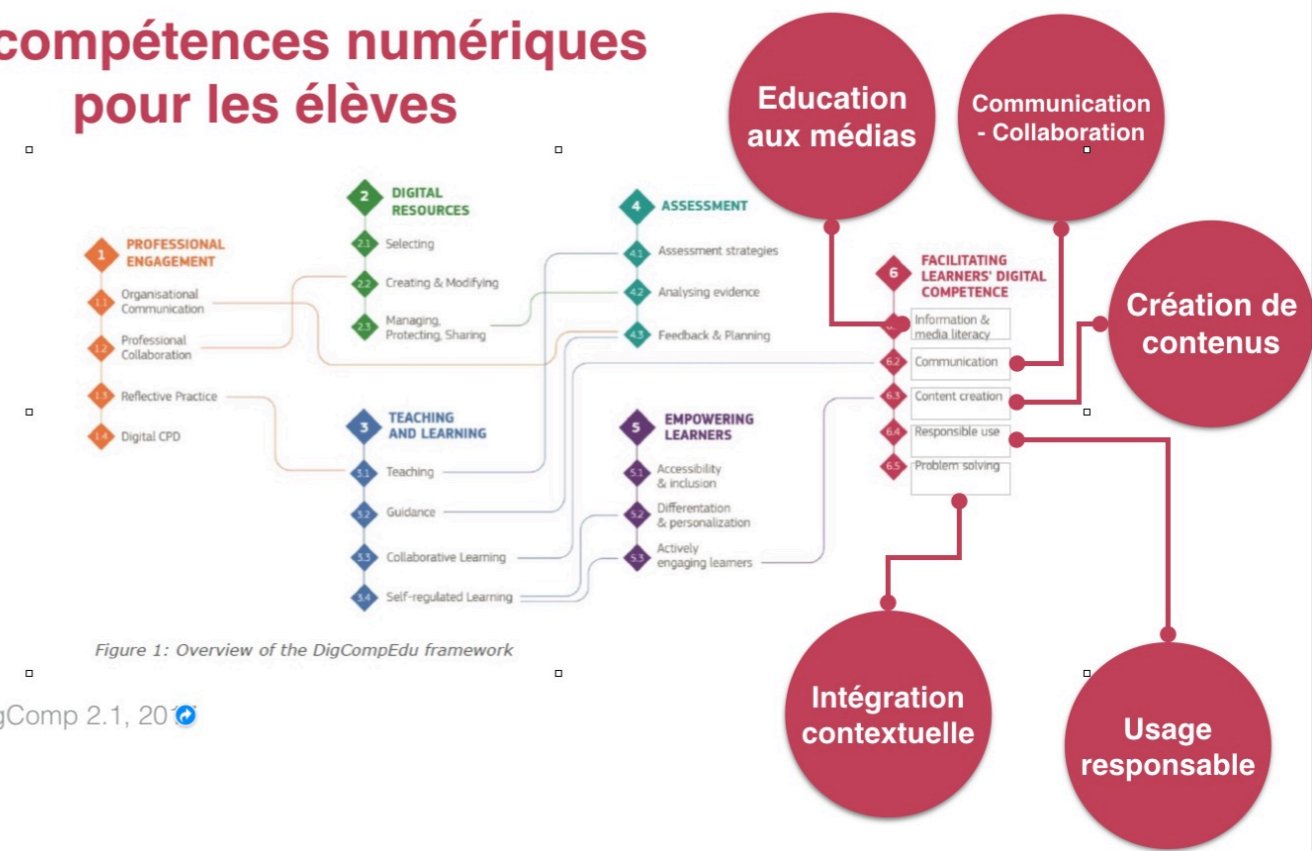 compétences numériques
pour les élèves
Education
aux médias
Communication
- Collaboration
Création de
contenus
1
PROFESSIONAL
ENGAGEMENT
1.1
Organisational
Communication
1.2
Professional
Collaboration
1.3
Reflective Practice
1.4
Digital CPD
2
DIGITAL
RESOURCES
2.1
Selecting
2.2
Creating & Modifying
2.3
Managing,
Protecting, Sharing
3
TEACHING
AND LEARNING
3.1
Teaching
3.2
Guidance
3.3
Collaborative Learning
3.4
Self-regulated Learning
4
ASSESSMENT
4.1
Assessment strategies
4.2
Analysing evidence
4.3
Feedback & Planning
5
EMPOWERING
LEARNERS
5.1
Accessibility
& inclusion
5.2
Differentation
& personalization
5.3
Actively
engaging learners
6
FACILITATING
LEARNERS' DIGITAL
COMPETENCE
Information &
media literacy
6.2
Communication
6.3
Content creation
6.4
Responsible use
6.5
Problem solving
Figure 1: Overview of the DigCompEdu framework
gComp 2.1,
Intégration
contextuelle
Usage
responsable